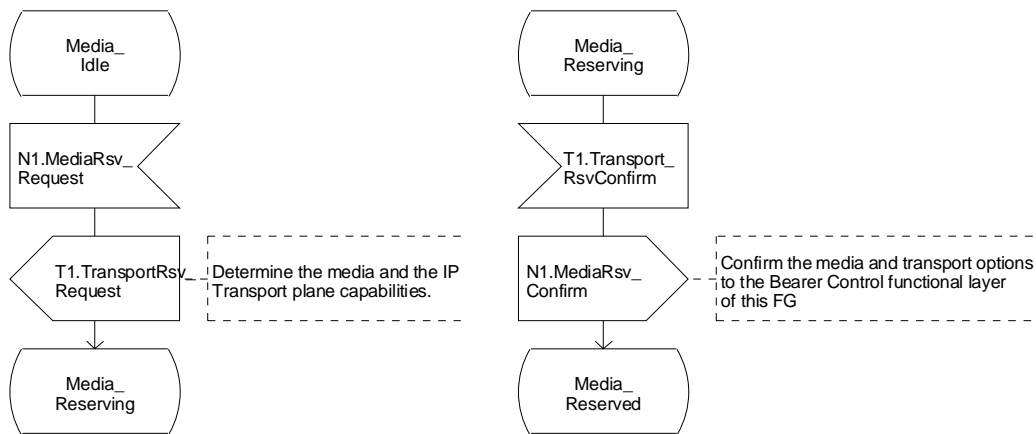 Media_
Idle
N1.MediaRsv_
Request
T1.TransportRsv_
Request
Determine the media and the IP
Transport plane capabilities.
Media_
Reserving
Media_
Reserving
T1.Transport_
RsvConfirm
N1.MediaRsv_
Confirm
Confirm the media and transport options
to the Bearer Control functional layer
of this FG
Media_
Reserved